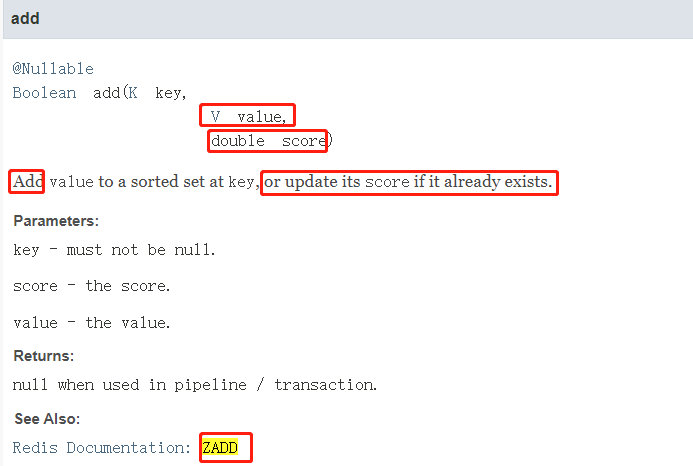 add
@Nullable
Boolean add(K key,
V value,
double score)
Add value to a sorted set at key, or update its score if it already exists.
Parameters:
key - must not be null.
score - the score.
value - the value.
Returns:
null when used in pipeline / transaction.
See Also:
Redis Documentation: ZADD